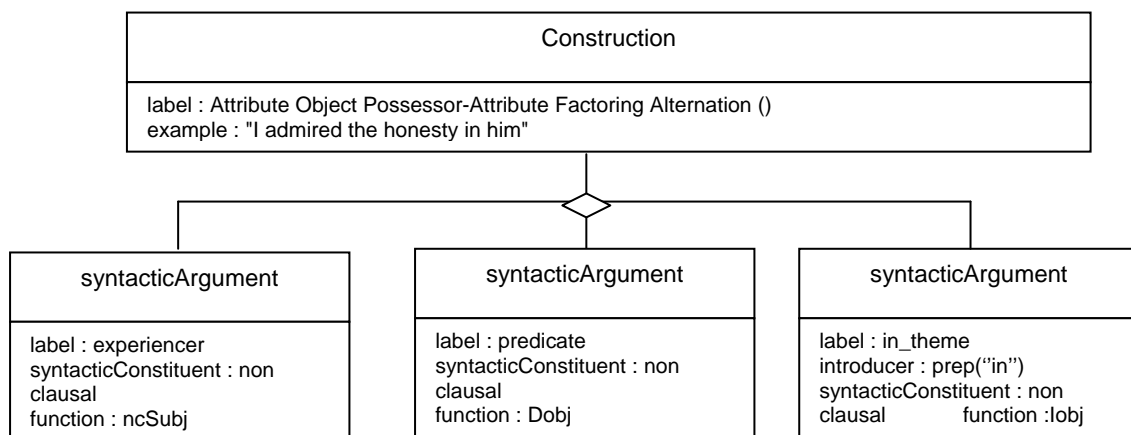 Construction
label : Attribute Object Possessor-Attribute Factoring Alternation ()
example : "I admired the honesty in him"
syntacticArgument
label : experiencer
syntacticConstituent : non
clausal
function : ncSubj
syntacticArgument
label : predicate
syntacticConstituent : non
clausal
function : Dobj
syntacticArgument
label : in_theme
introducer : prep(‘‘in’’)
syntacticConstituent : non
clausal function :Iobj